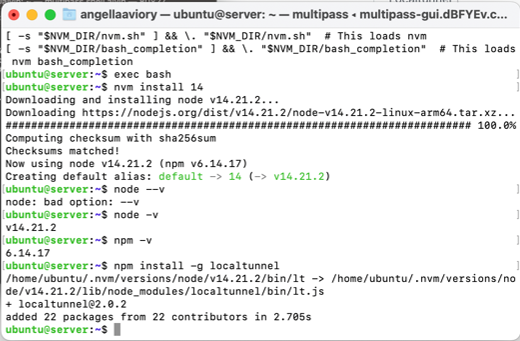 angellaaviory — ubuntu@server: ~ — multipass ◂ multipass-gui.dBFYEv.c...
[ -s "$NVM_DIR/nvm.sh" ] && \. "$NVM_DIR/nvm.sh"  # This loads nvm
[ -s "$NVM_DIR/bash_completion" ] && \. "$NVM_DIR/bash_completion"  # This loads
 nvm bash_completion
[ubuntu@server:~$ exec bash ]
[ubuntu@server:~$ nvm install 14 ]
Downloading and installing node v14.21.2...
Downloading https://nodejs.org/dist/v14.21.2/node-v14.21.2-linux-arm64.tar.xz...
######################################################################## 100.0%
Computing checksum with sha256sum
Checksums matched!
Now using node v14.21.2 (npm v6.14.17)
Creating default alias: default -> 14 (-> v14.21.2)
[ubuntu@server:~$ node --v ]
node: bad option: --v
[ubuntu@server:~$ node -v ]
v14.21.2
[ubuntu@server:~$ npm -v ]
6.14.17
[ubuntu@server:~$ npm install -g localtunnel ]
/home/ubuntu/.nvm/versions/node/v14.21.2/bin/lt -> /home/ubuntu/.nvm/versions/no
de/v14.21.2/lib/node_modules/localtunnel/bin/lt.js
+ localtunnel@2.0.2
added 22 packages from 22 contributors in 2.705s
ubuntu@server:~$